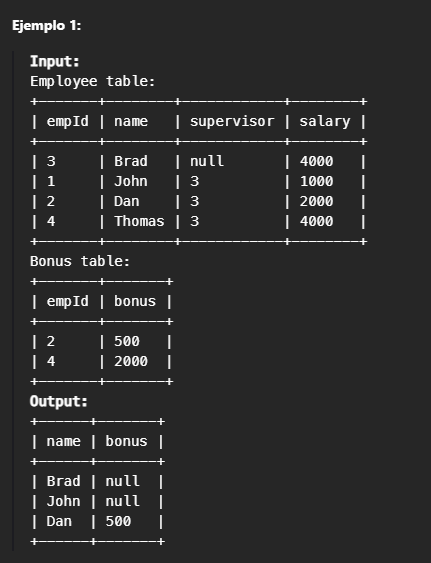 Ejemplo 1:
Input:
Employee table:
+-------+--------+------------+--------+
| empId | name   | supervisor | salary |
+-------+--------+------------+--------+
| 3     | Brad   | null       | 4000   |
| 1     | John   | 3          | 1000   |
| 2     | Dan    | 3          | 2000   |
| 4     | Thomas | 3          | 4000   |
+-------+--------+------------+--------+
Bonus table:
+-------+-------+
| empId | bonus |
+-------+-------+
| 2     | 500   |
| 4     | 2000  |
+-------+-------+
Output:
+------+-------+
| name | bonus |
+------+-------+
| Brad | null  |
| John | null  |
| Dan  | 500   |
+------+-------+